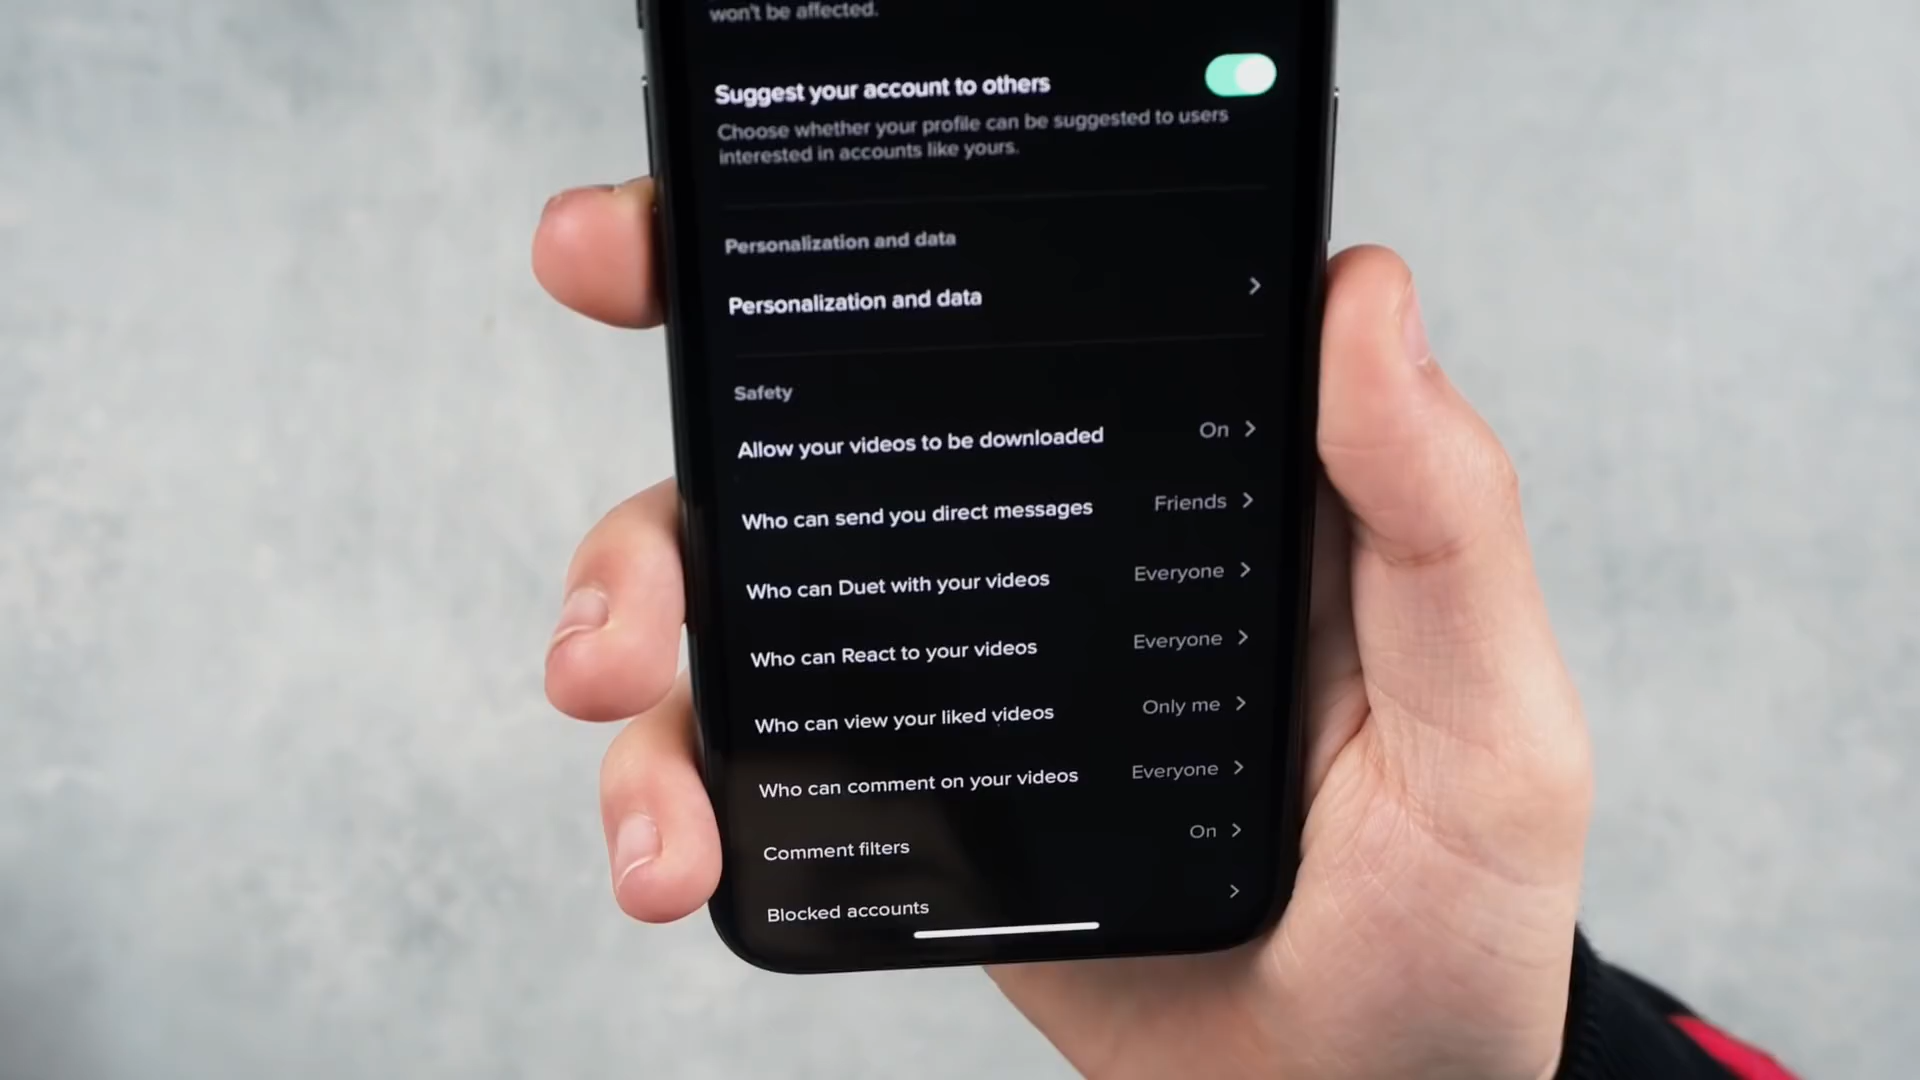 won't be affected.
Suggest your account to others
Choose whether your profile can be suggested to users
interested in accounts like yours.
Personalization and data
Personalization and data
Safety
Allow your videos to be downloaded On
Who can send you direct messages Friends
Who can Duet with your videos Everyone
Who can React to your videos Everyone
Who can view your liked videos Only me
Who can comment on your videos Everyone
Comment filters On
Blocked accounts